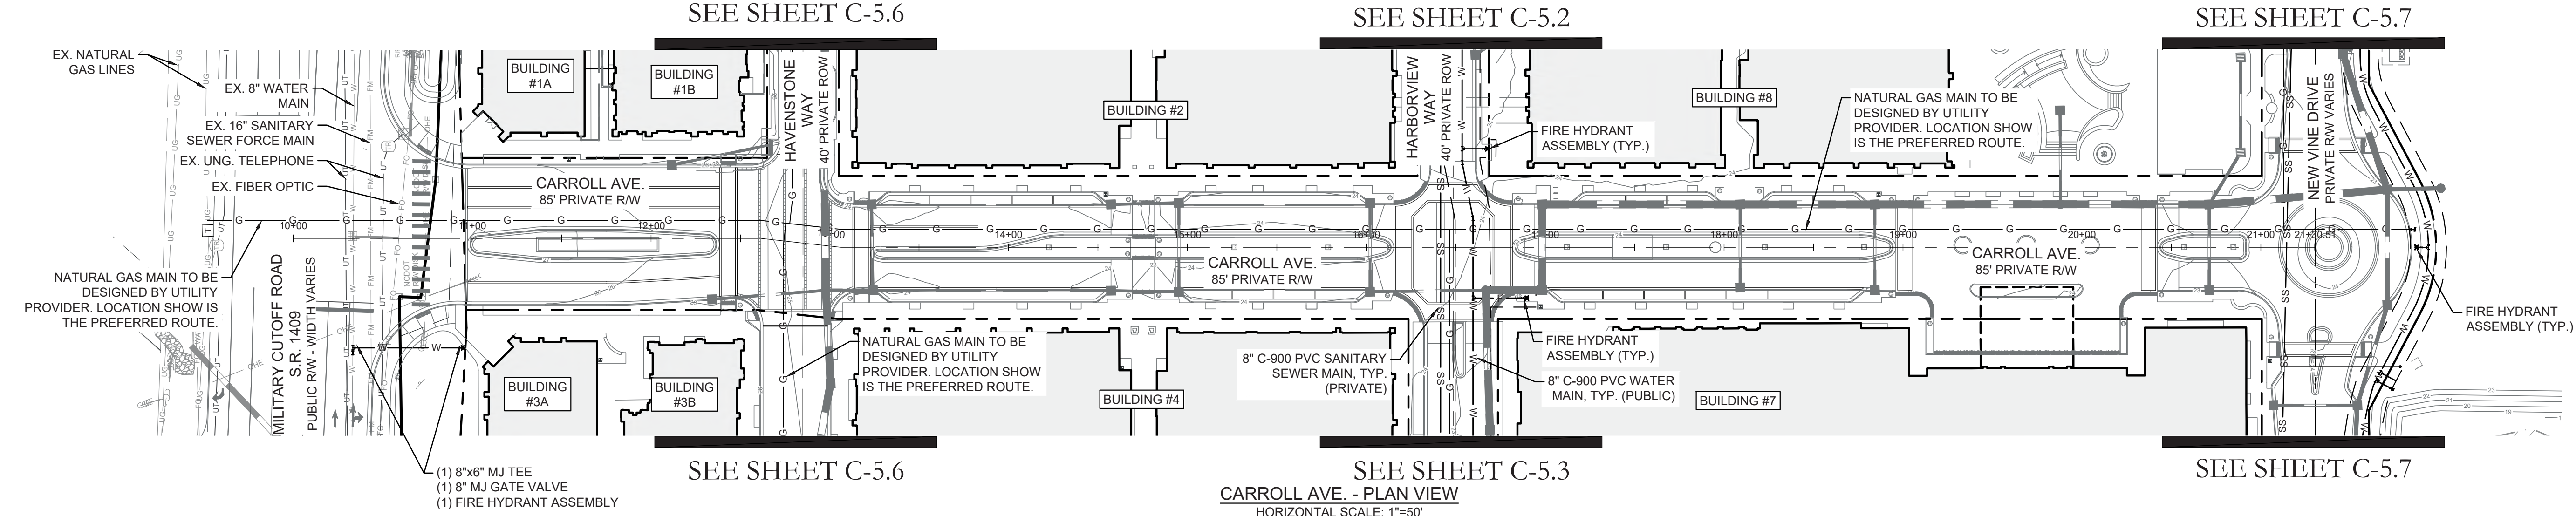 SEE SHEET C-5.6
SEE SHEET C-5.2
SEE SHEET C-5.7
EX. NATURAL
GAS LINES
EX. 8" WATER
MAIN
EX. 16" SANITARY
SEWER FORCE MAIN
EX. UNG. TELEPHONE
EX. FIBER OPTIC
NATURAL GAS MAIN TO BE
DESIGNED BY UTILITY
PROVIDER. LOCATION SHOW IS
THE PREFERRED ROUTE.
MILITARY CUTOFF ROAD
S.R. 1409
PUBLIC R/W - WIDTH VARIES
BUILDING
#1A
BUILDING
#1B
HAVENSTONE
WAY
40' PRIVATE ROW
BUILDING #2
HARBORVIEW
WAY
40' PRIVATE ROW
FIRE HYDRANT
ASSEMBLY (TYP.)
BUILDING #8
NATURAL GAS MAIN TO BE
DESIGNED BY UTILITY
PROVIDER. LOCATION SHOW
IS THE PREFERRED ROUTE.
NEW VINE DRIVE
PRIVATE R/W VARIES
CARROLL AVE.
85' PRIVATE R/W
10+00
11+00
12+00
14+00
15+00
16+00
18+00
19+00
20+00
21+00
21+30.51
CARROLL AVE.
85' PRIVATE R/W
CARROLL AVE.
85' PRIVATE R/W
FIRE HYDRANT
ASSEMBLY (TYP.)
NATURAL GAS MAIN TO BE
DESIGNED BY UTILITY
PROVIDER. LOCATION SHOW
IS THE PREFERRED ROUTE.
8" C-900 PVC SANITARY
SEWER MAIN, TYP.
(PRIVATE)
FIRE HYDRANT
ASSEMBLY (TYP.)
8" C-900 PVC WATER
MAIN, TYP. (PUBLIC)
BUILDING
#3A
BUILDING
#3B
BUILDING #4
BUILDING #7
(1) 8"x6" MJ TEE
(1) 8" MJ GATE VALVE
(1) FIRE HYDRANT ASSEMBLY
SEE SHEET C-5.6
SEE SHEET C-5.3
SEE SHEET C-5.7
CARROLL AVE. - PLAN VIEW
HORIZONTAL SCALE: 1"=50'